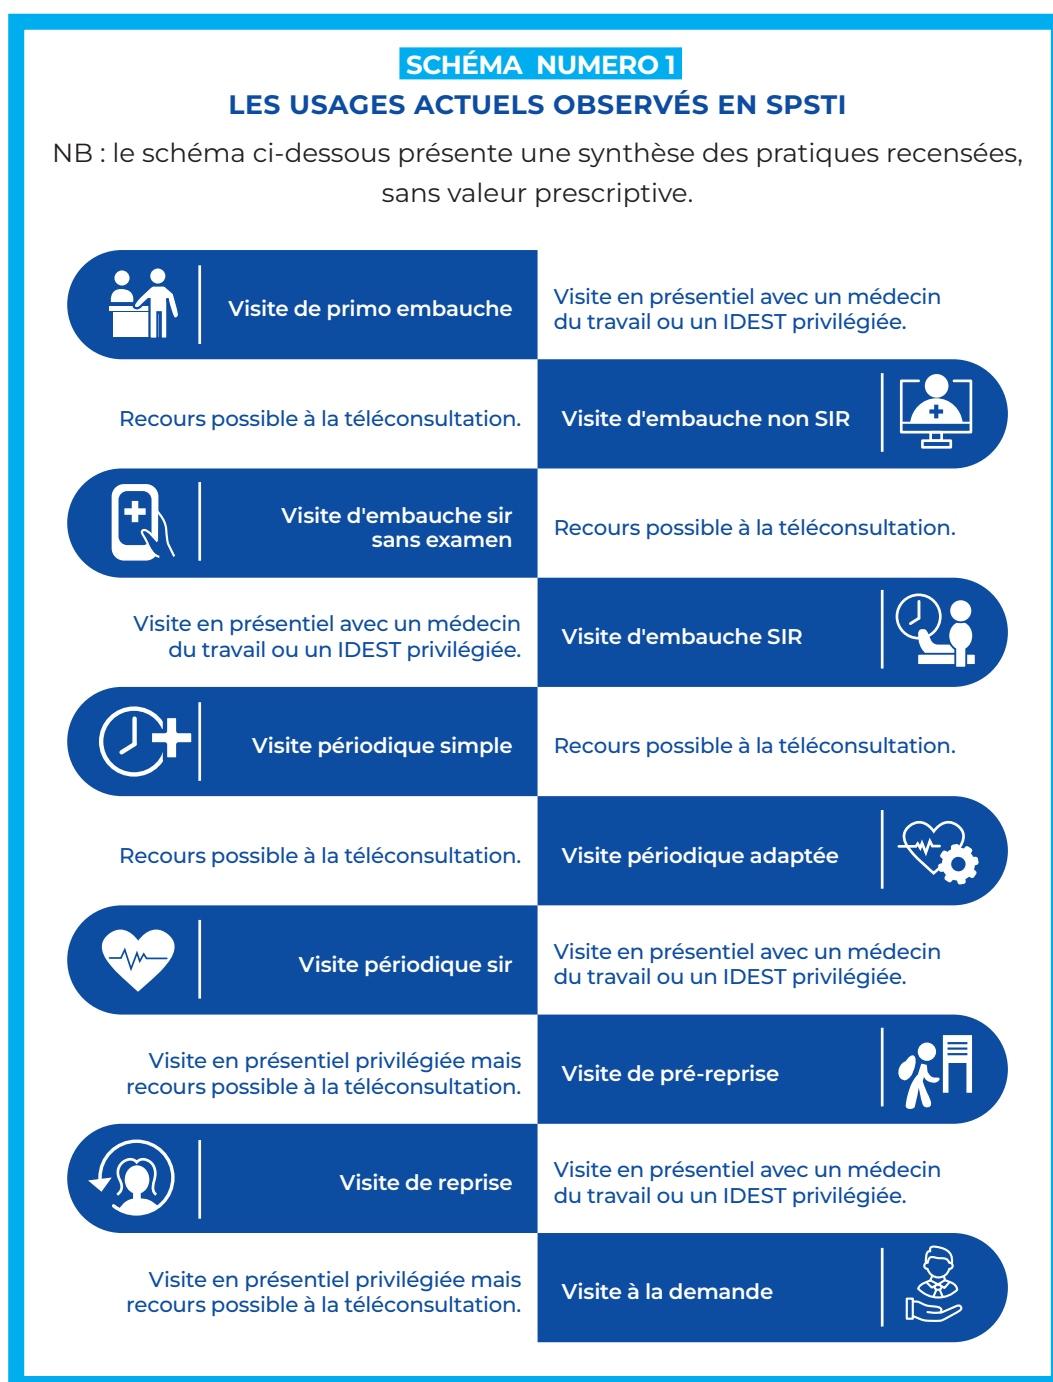 SCHÉMA NUMERO 1
LES USAGES ACTUELS OBSERVÉS EN SPSTI
NB : le schéma ci-dessous présente une synthèse des pratiques recensées,
sans valeur prescriptive.
Visite de primo embauche
Visite en présentiel avec un médecin
du travail ou un IDEST privilégiée.
Recours possible à la téléconsultation.
Visite d'embauche non SIR
Visite d'embauche sir
sans examen
Recours possible à la téléconsultation.
Visite en présentiel avec un médecin
du travail ou un IDEST privilégiée.
Visite d'embauche SIR
Visite périodique simple
Recours possible à la téléconsultation.
Recours possible à la téléconsultation.
Visite périodique adaptée
Visite périodique sir
Visite en présentiel avec un médecin
du travail ou un IDEST privilégiée.
Visite en présentiel privilégiée mais
recours possible à la téléconsultation.
Visite de pré-reprise
Visite de reprise
Visite en présentiel avec un médecin
du travail ou un IDEST privilégiée.
Visite en présentiel privilégiée mais
recours possible à la téléconsultation.
Visite à la demande